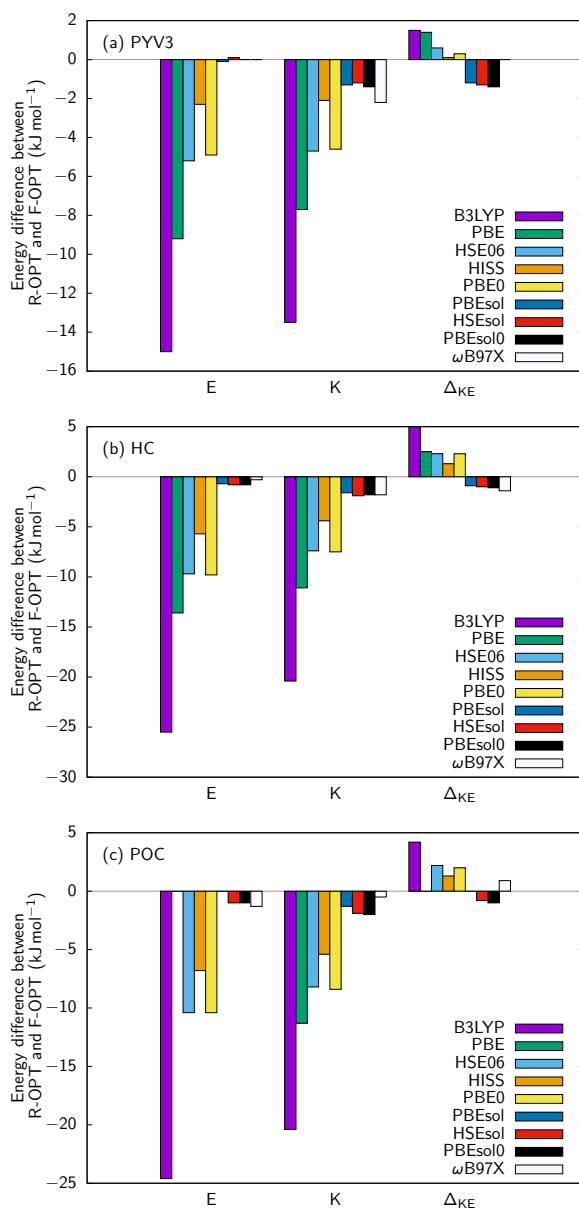 (a) PYV3
2
0
−2
−4
−6
−8
−10
−12
−14
−16
Energy difference between
R-OPT and F-OPT (kJ mol⁻¹)
B3LYP
PBE
HSE06
HISS
PBE0
PBEsol
HSEsol
PBEsol0
ωB97X
E K Δ_KE
(b) HC
5
0
−5
−10
−15
−20
−25
−30
Energy difference between
R-OPT and F-OPT (kJ mol⁻¹)
B3LYP
PBE
HSE06
HISS
PBE0
PBEsol
HSEsol
PBEsol0
ωB97X
E K Δ_KE
(c) POC
5
0
−5
−10
−15
−20
−25
Energy difference between
R-OPT and F-OPT (kJ mol⁻¹)
B3LYP
PBE
HSE06
HISS
PBE0
PBEsol
HSEsol
PBEsol0
ωB97X
E K Δ_KE